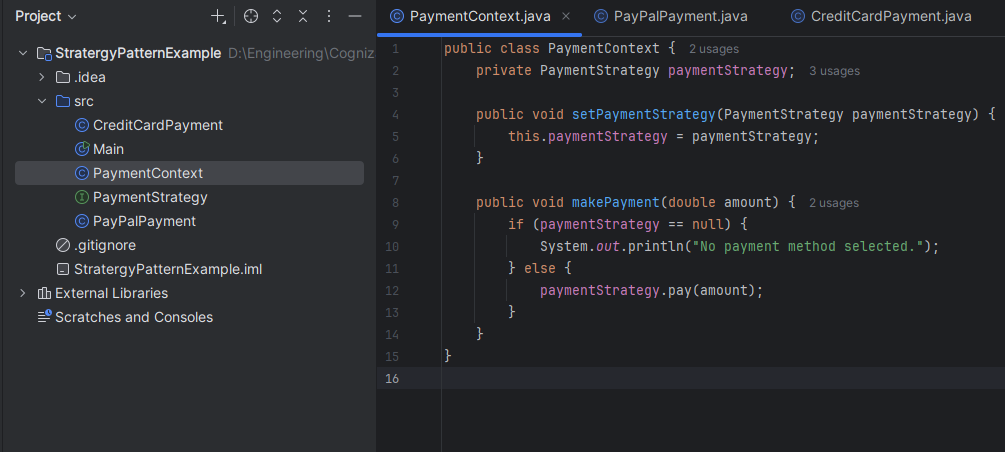 Project
StratergyPatternExample D:\Engineering\Cogniz
.idea
src
CreditCardPayment
Main
PaymentContext
PaymentStrategy
PayPalPayment
.gitignore
StratergyPatternExample.iml
External Libraries
Scratches and Consoles
PaymentContext.java PayPalPayment.java CreditCardPayment.java
1 public class PaymentContext { 2 usages
2 private PaymentStrategy paymentStrategy; 3 usages
3
4 public void setPaymentStrategy(PaymentStrategy paymentStrategy) {
5 this.paymentStrategy = paymentStrategy;
6 }
7
8 public void makePayment(double amount) { 2 usages
9 if (paymentStrategy == null) {
10 System.out.println("No payment method selected.");
11 } else {
12 paymentStrategy.pay(amount);
13 }
14 }
15 }
16